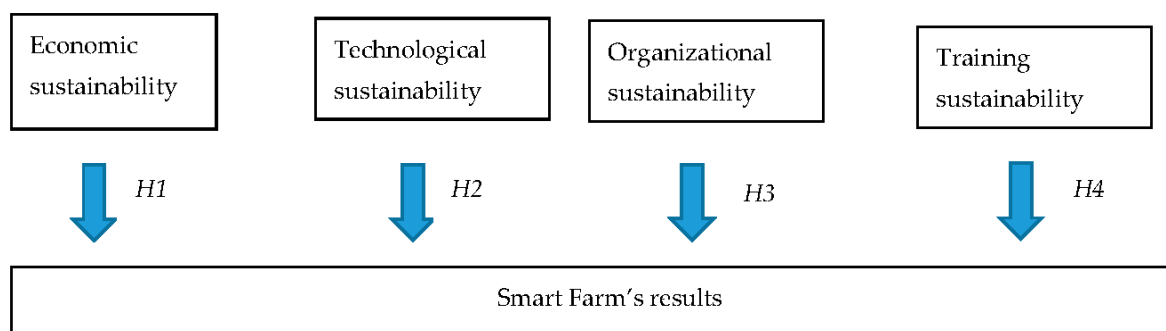 Economic
sustainability
Technological
sustainability
Organizational
sustainability
Training
sustainability
H1
H2
H3
H4
Smart Farm's results